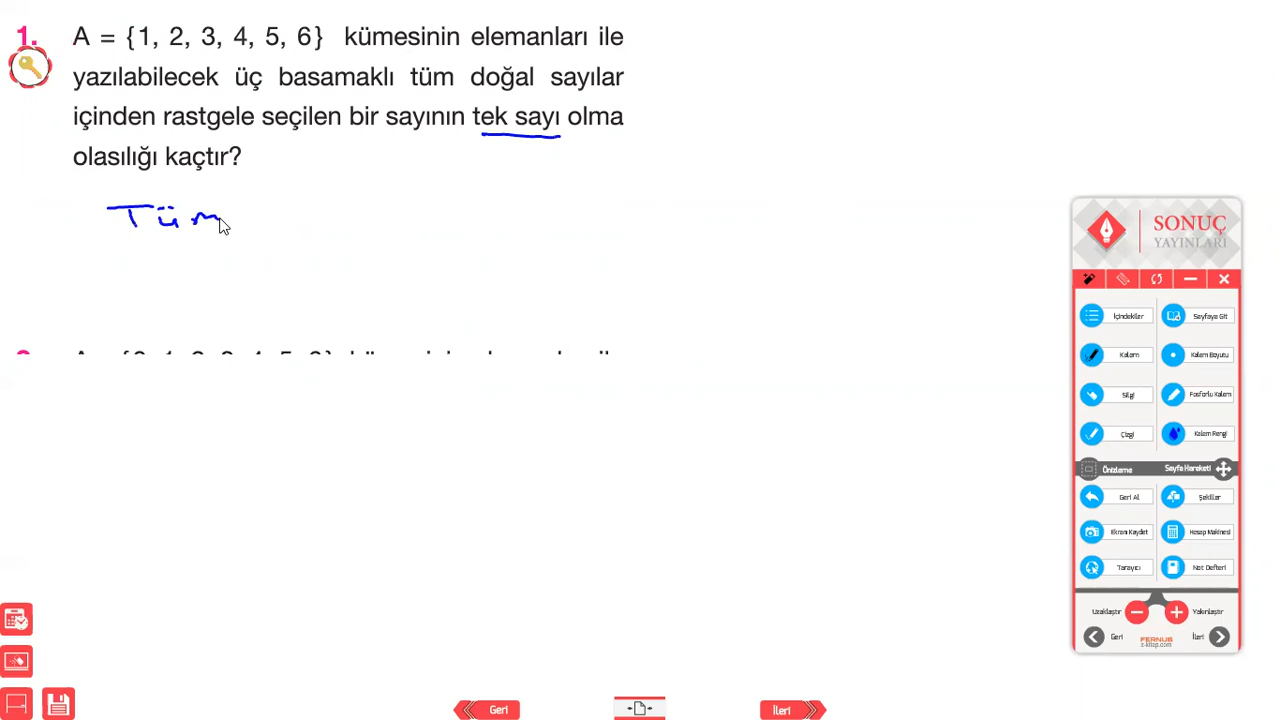 1. A = {1, 2, 3, 4, 5, 6} kümesinin elemanları ile
yazılabilecek üç basamaklı tüm doğal sayılar
içinden rastgele seçilen bir sayının tek sayı olma
olasılığı kaçtır?
Tüm
SONUÇ
YAYINLARI
İçindekiler
Sayfaya Git
Kalem
Kalem Boyutu
Silgi
Fosforlu Kalem
Çizgi
Kalem Rengi
Önizleme
Sayfa Hareketi
Geri Al
Şekiller
Ekranı Kaydet
Hesap Makinesi
Tarayıcı
Not Defteri
Uzaklaştır
Yakınlaştır
Geri
FERNUS
z-kitap.com
İleri
Geri
İleri